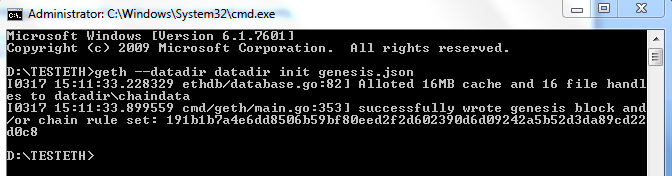 Administrator: C:\Windows\System32\cmd.exe
Microsoft Windows [Version 6.1.7601]
Copyright (c) 2009 Microsoft Corporation.  All rights reserved.
D:\TESTETH>geth --datadir datadir init genesis.json
I0317 15:11:33.228329 ethdb/database.go:82] Alloted 16MB cache and 16 file handl
es to datadir\chaindata
I0317 15:11:33.899559 cmd/geth/main.go:353] successfully wrote genesis block and
/or chain rule set: 191b1b7a4e6dd8506b59bf80eed2f2d602390d6d09242a5b52d3da89cd22
d0c8
D:\TESTETH>